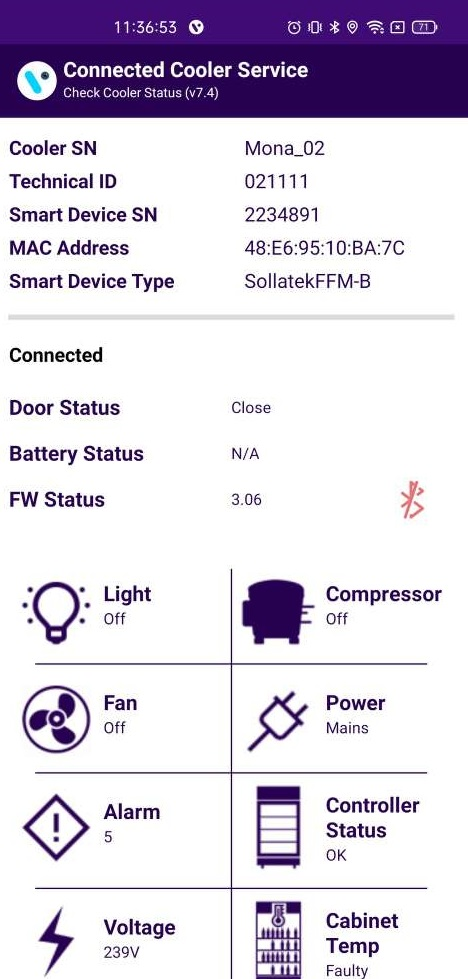 11:36:53
71
Connected Cooler Service
Check Cooler Status (v7.4)
Cooler SN Mona_02
Technical ID 021111
Smart Device SN 2234891
MAC Address 48:E6:95:10:BA:7C
Smart Device Type SollatekFFM-B
Connected
Door Status Close
Battery Status N/A
FW Status 3.06
Light
Off
Compressor
Off
Fan
Off
Power
Mains
Alarm
5
Controller
Status
OK
Voltage
239V
Cabinet
Temp
Faulty